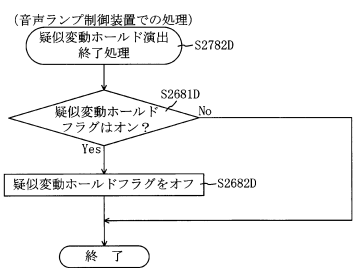 (音声ランプ制御装置での処理)
疑似変動ホールド演出
終了処理
S2782D
S2681D
疑似変動ホールド
フラグはオン？
No
Yes
疑似変動ホールドフラグをオフ
S2682D
終 了